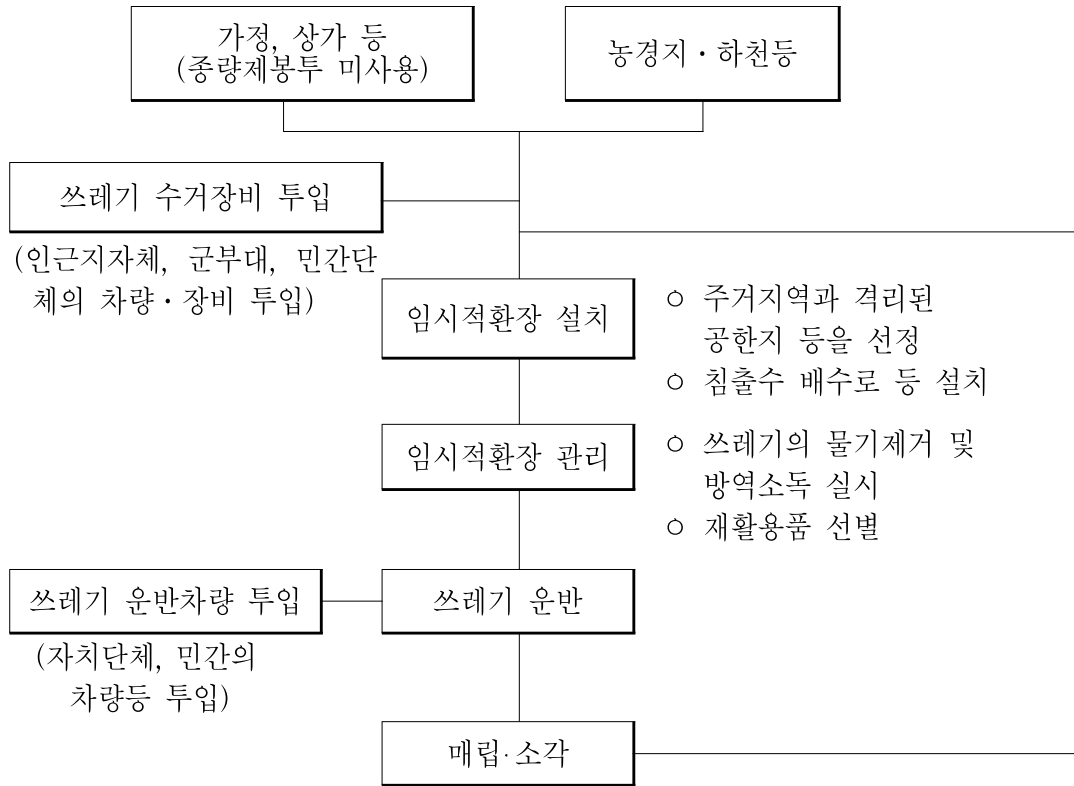 가정, 상가 등
(종량제봉투 미사용)
농경지・하천등
쓰레기 수거장비 투입
(인근지자체, 군부대, 민간단
체의 차량・장비 투입)
임시적환장 설치
○ 주거지역과 격리된
공한지 등을 선정
○ 침출수 배수로 등 설치
임시적환장 관리
○ 쓰레기의 물기제거 및
방역소독 실시
○ 재활용품 선별
쓰레기 운반차량 투입
(자치단체, 민간의
차량등 투입)
쓰레기 운반
매립·소각